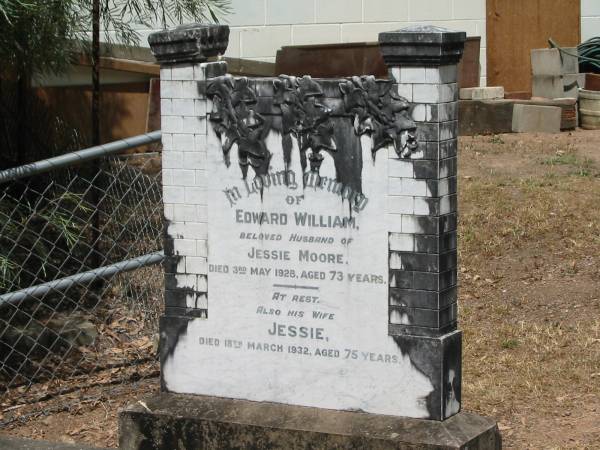 In Loving Memory
OF
EDWARD WILLIAM,
BELOVED HUSBAND OF
JESSIE MOORE,
DIED 3RD MAY 1928, AGED 73 YEARS.
AT REST.
ALSO HIS WIFE
JESSIE,
DIED 18TH MARCH 1932, AGED 75 YEARS.